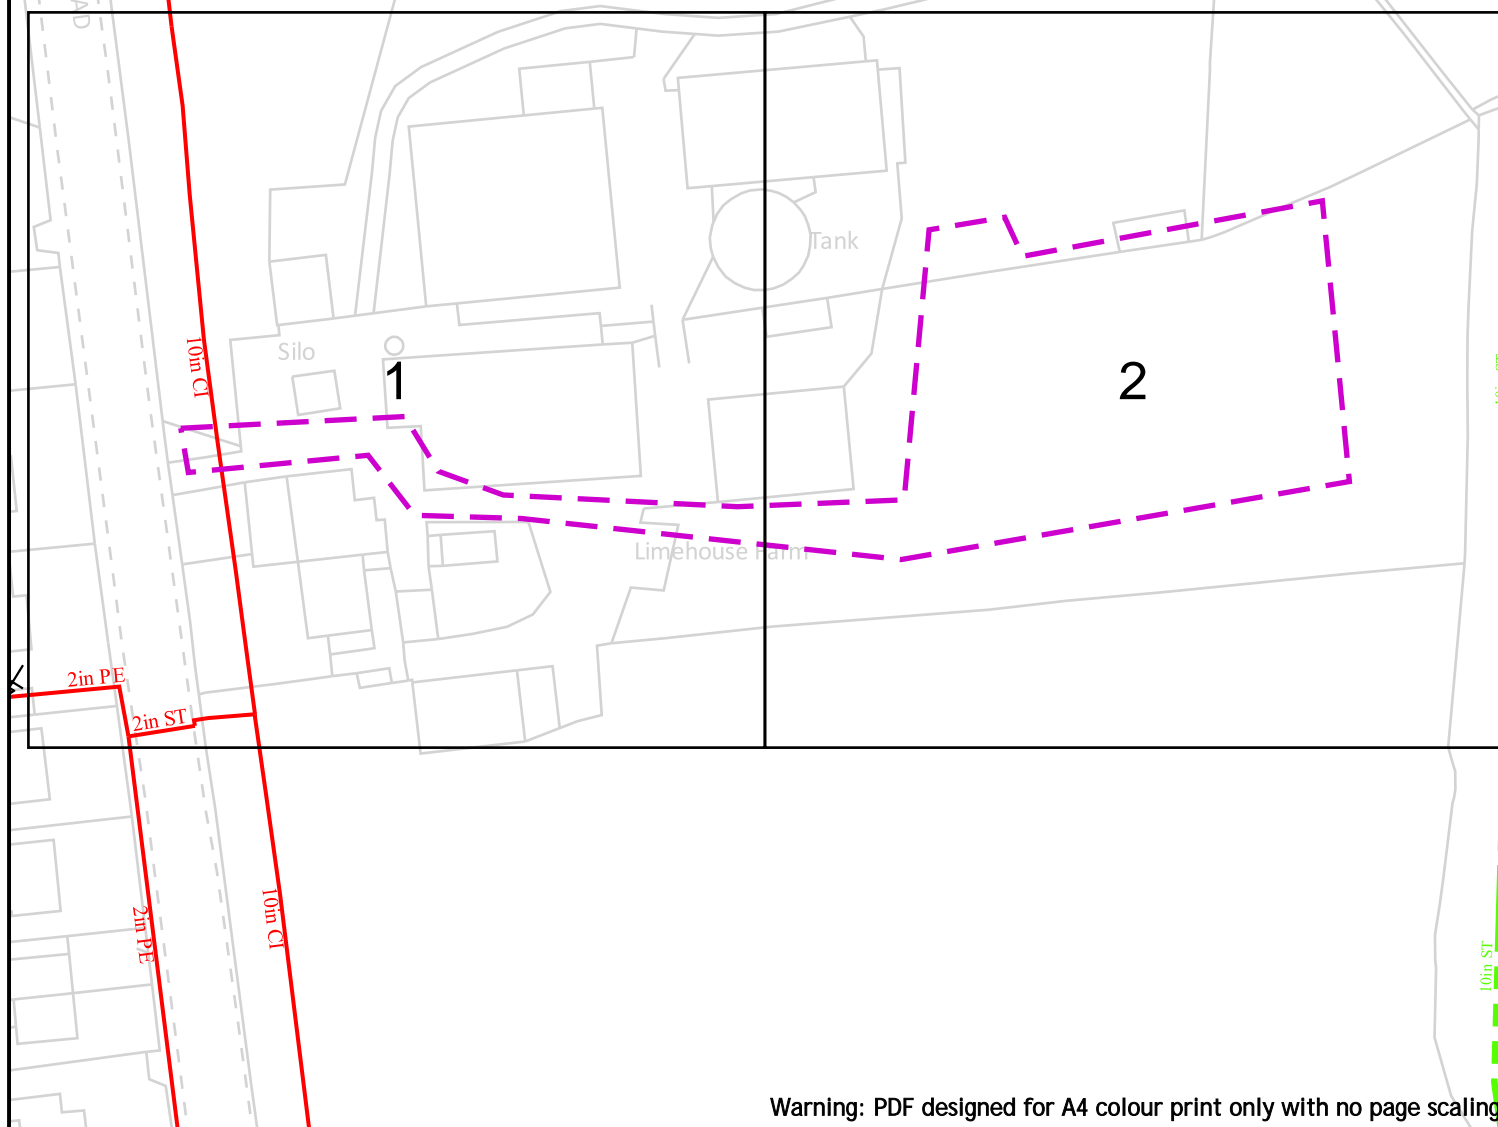 AD
Tank
10in CI
Silo
1
2
Limehouse Farm
2in PE
2in ST
10in CI
2in PE
10in ST
Warning: PDF designed for A4 colour print only with no page scaling